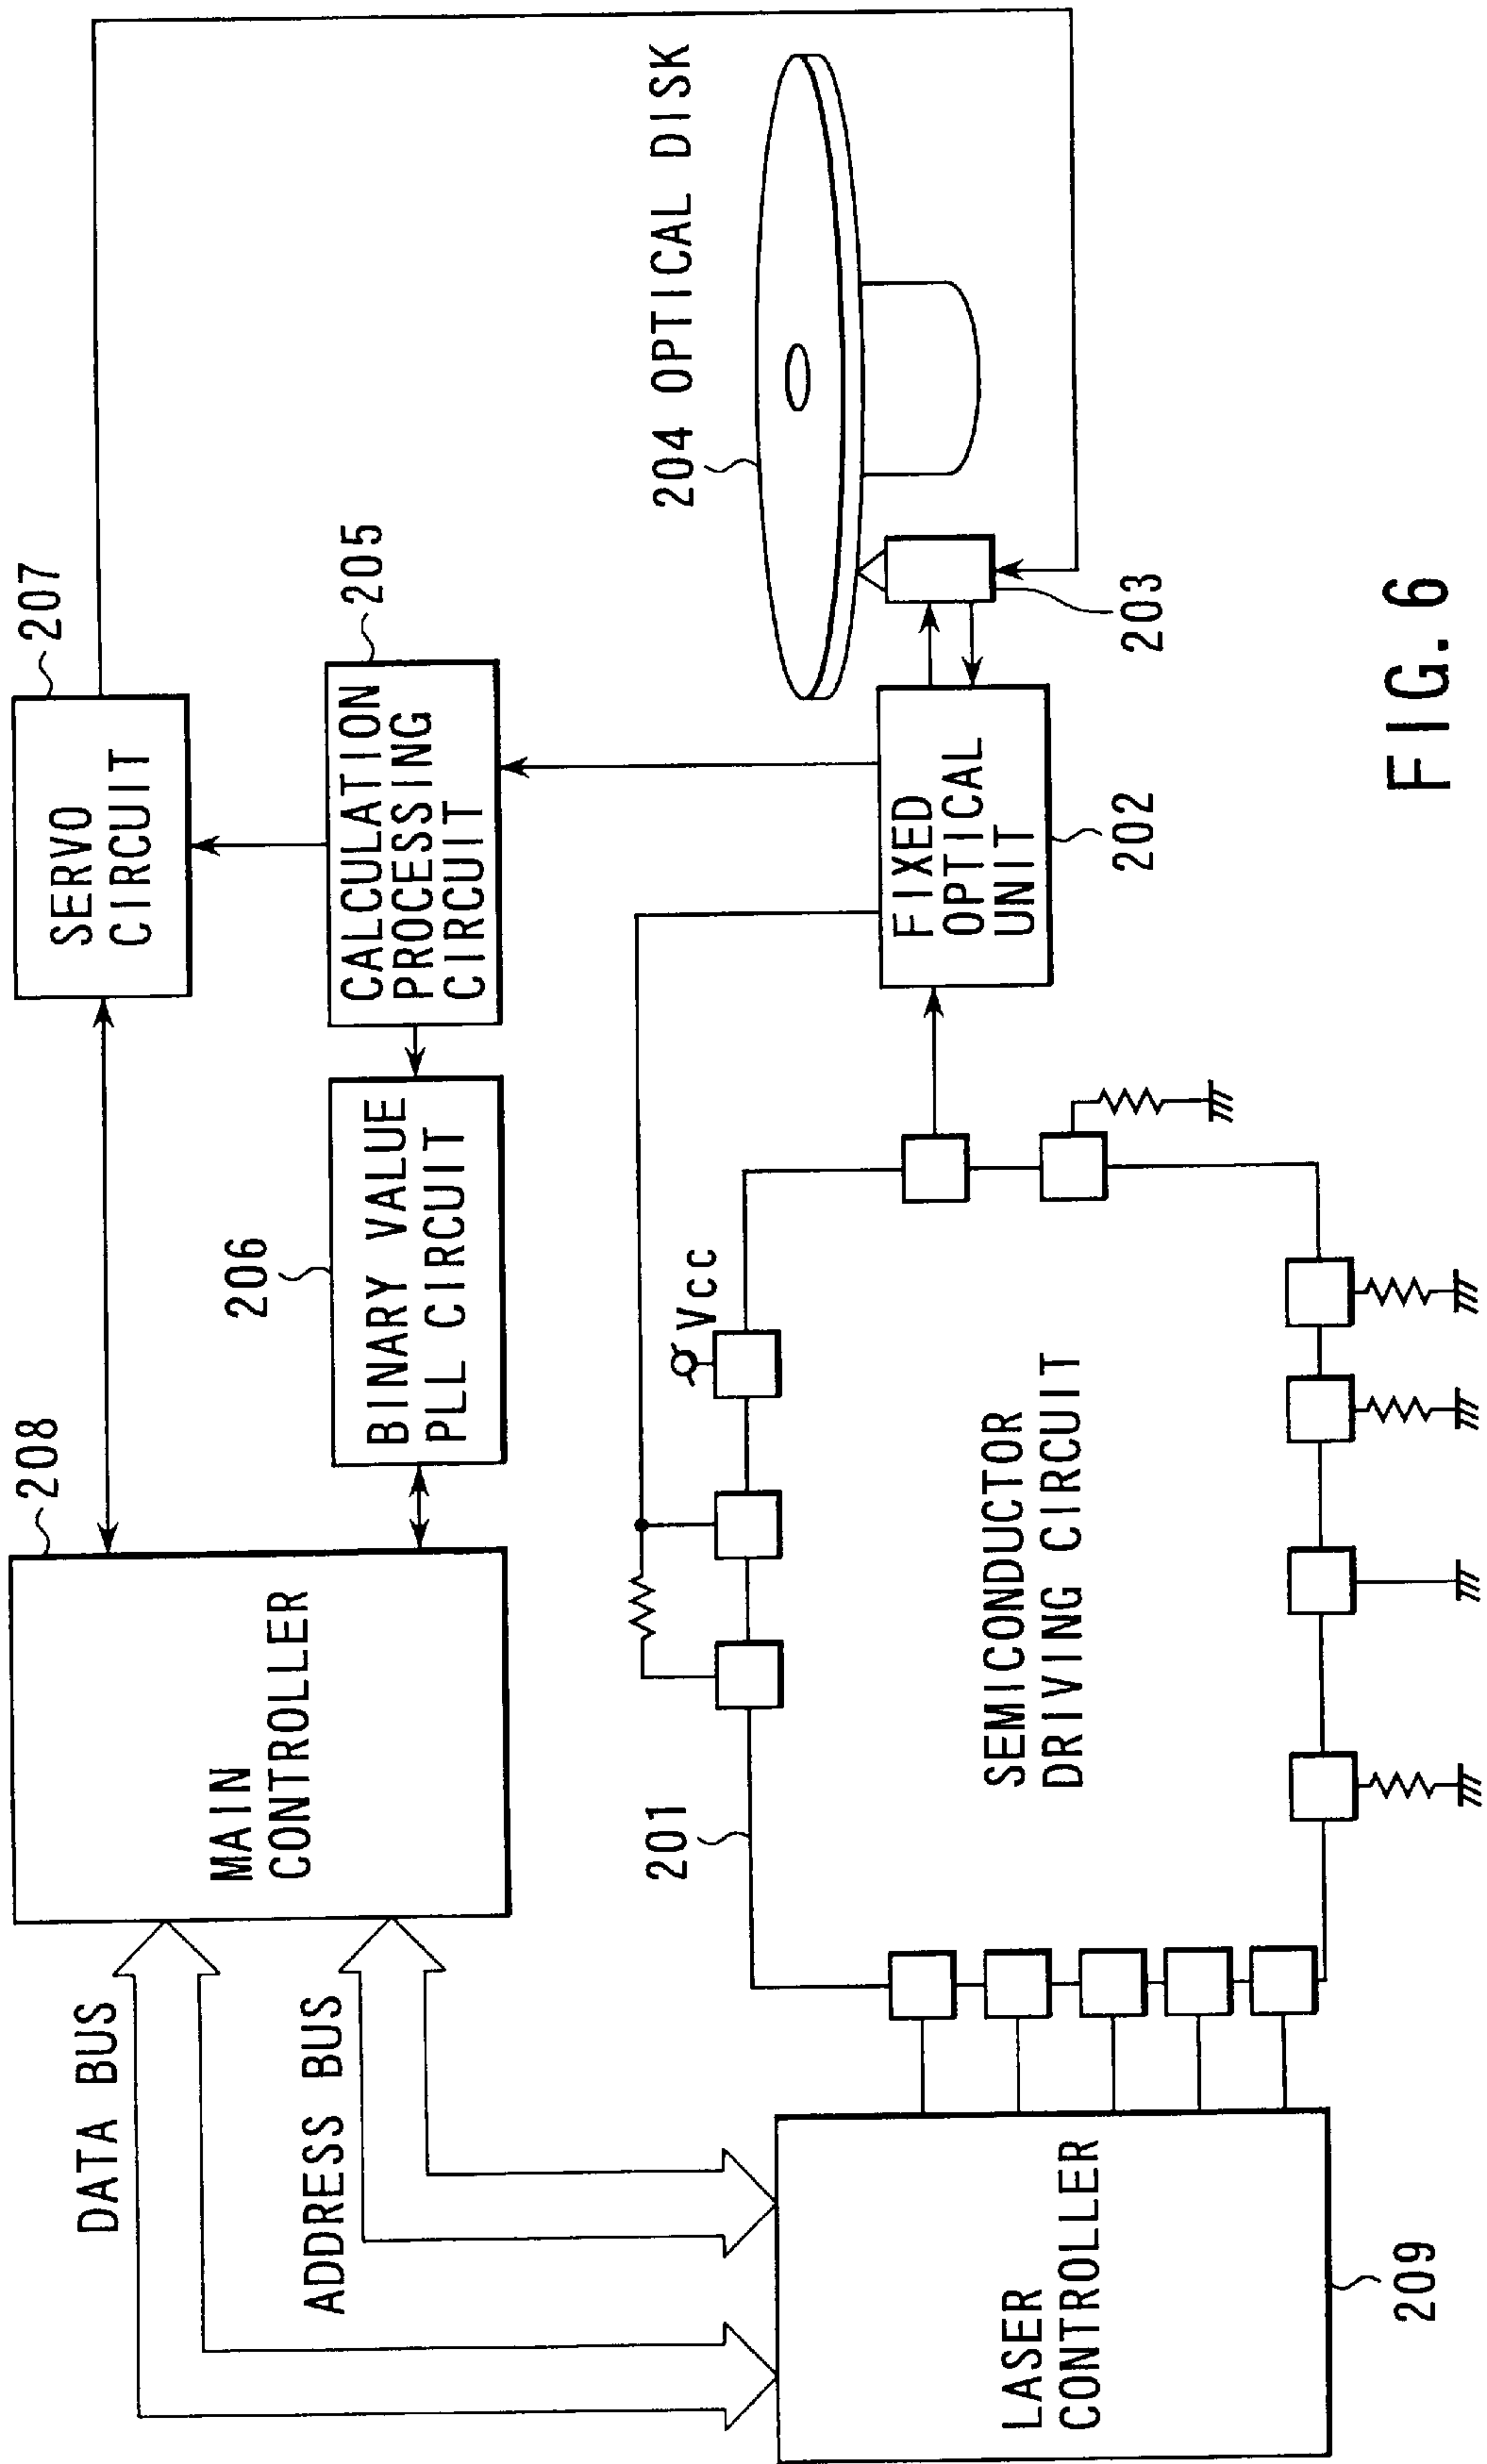 DATA BUS
ADDRESS BUS
208
MAIN
CONTROLLER
207
SERVO
CIRCUIT
206
BINARY VALUE
PLL CIRCUIT
205
CALCULATION
PROCESSING
CIRCUIT
204 OPTICAL DISK
203
FIXED
OPTICAL
UNIT
202
Vcc
201
SEMICONDUCTOR
DRIVING CIRCUIT
LASER
CONTROLLER
209
FIG. 6